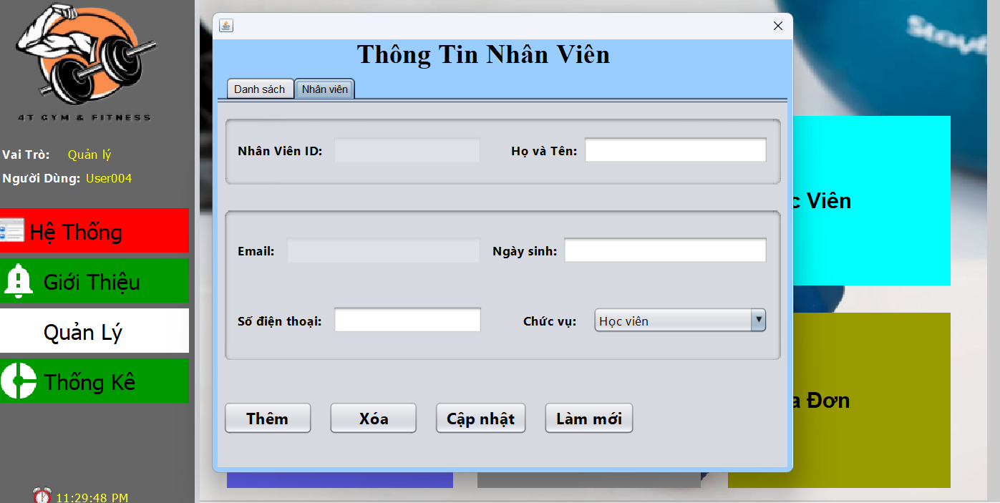 4T GYM & FITNESS
Vai Trò: Quản lý
Người Dùng: User004
Hệ Thống
Giới Thiệu
Quản Lý
Thống Kê
11:29:48 PM
Thông Tin Nhân Viên
Danh sách Nhân viên
Nhân Viên ID: Họ và Tên:
Email: Ngày sinh:
Số điện thoại: Chức vụ: Học viên
Thêm Xóa Cập nhật Làm mới
c Viên
a Đơn